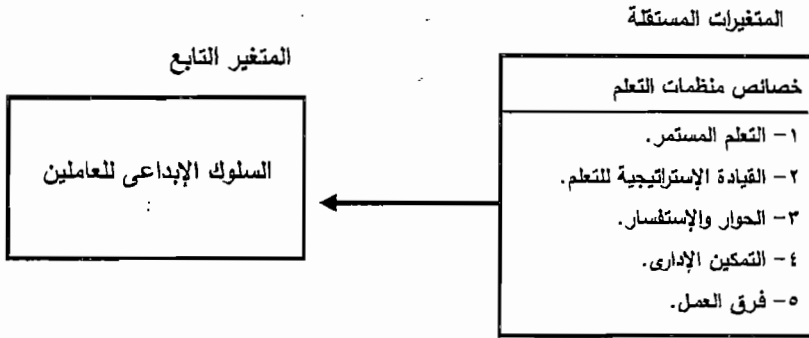 المتغيرات المستقلة
خصائص منظمات التعلم
١- التعلم المستمر.
٢- القيادة الإستراتيجية للتعلم.
٣- الحوار والإستفسار.
٤- التمكين الإدارى.
٥- فرق العمل.
المتغير التابع
السلوك الإبداعى للعاملين